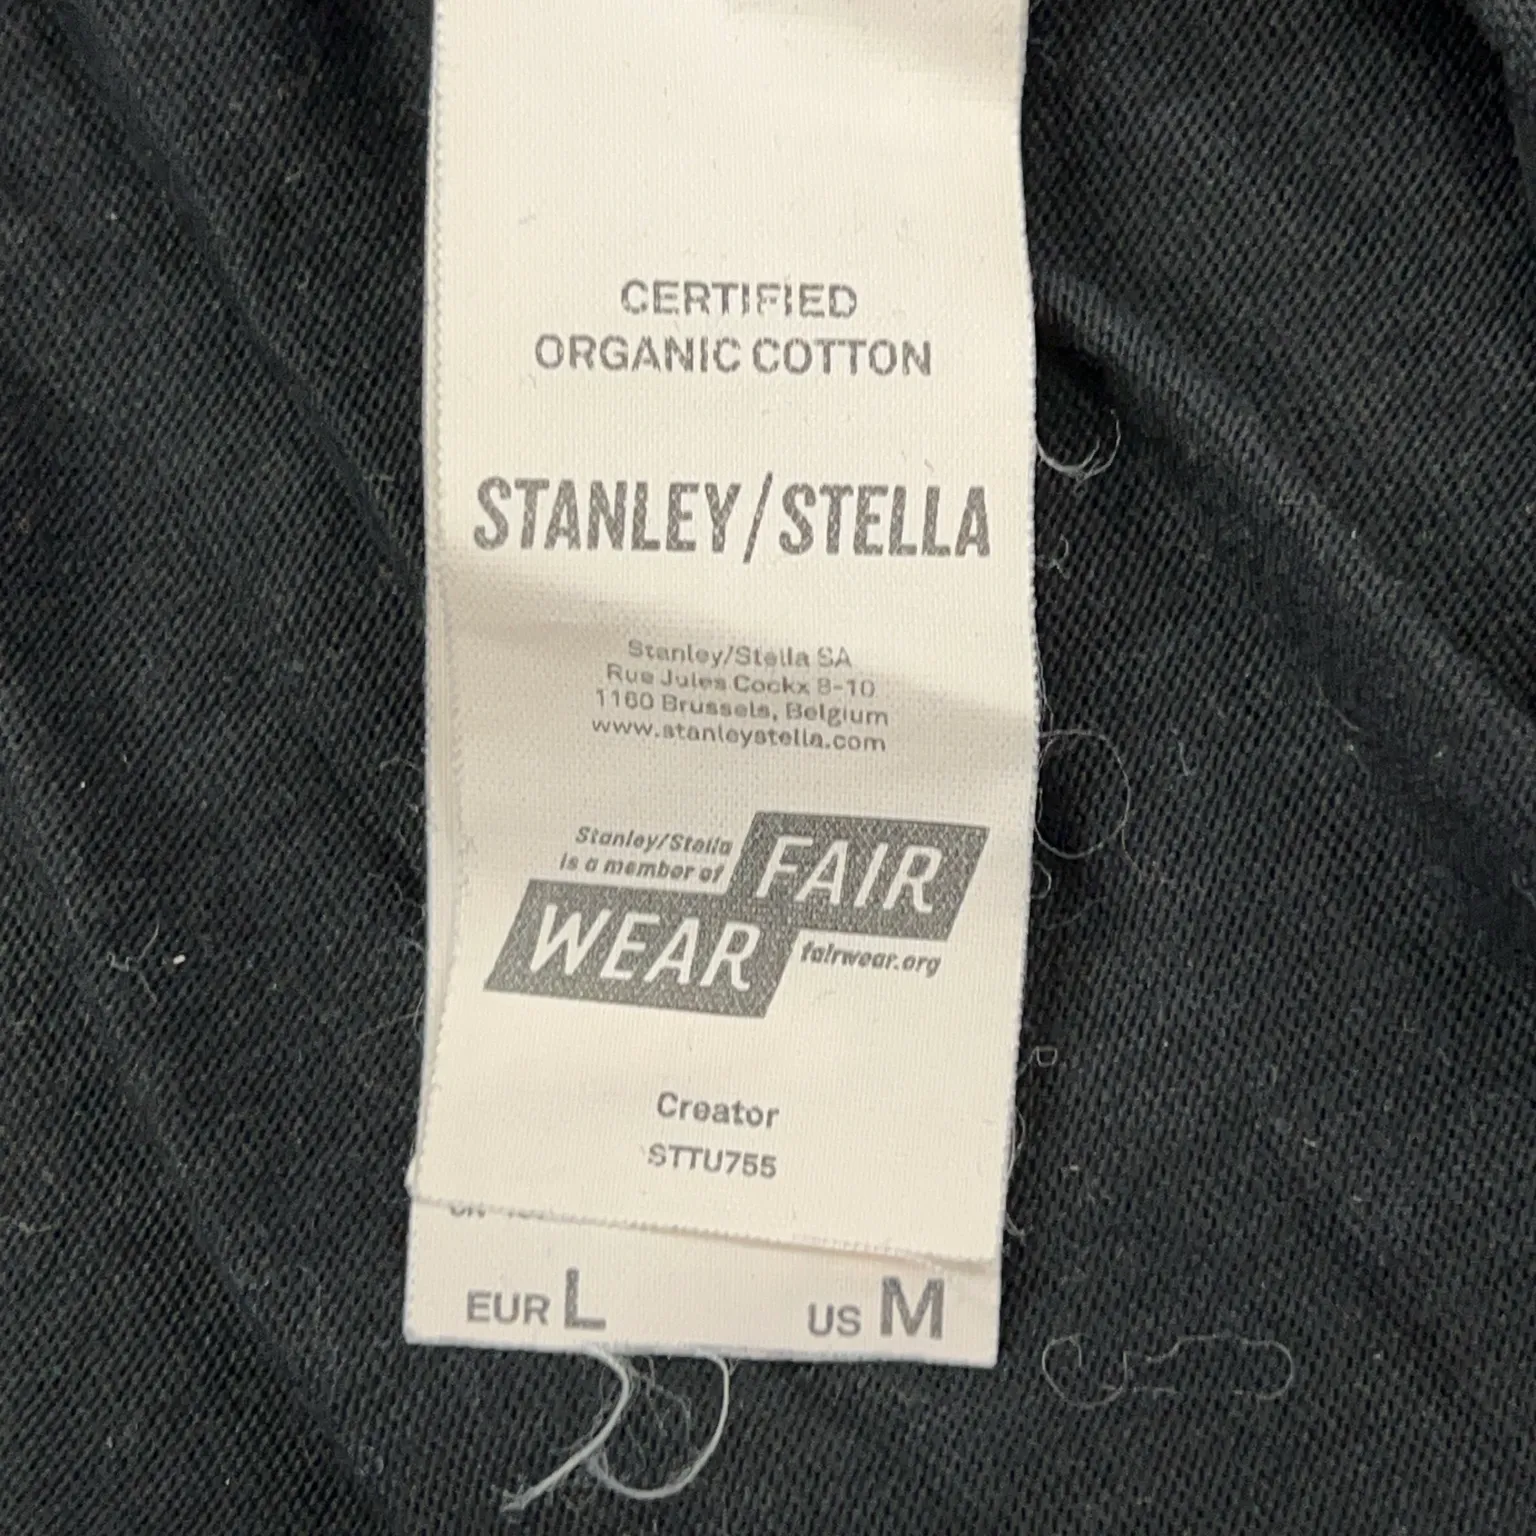 CERTIFIED
ORGANIC COTTON
STANLEY/STELLA
Stanley/Stella SA
Rue Jules Cockx 8-10
1160 Brussels, Belgium
www.stanleystella.com
Stanley/Stella
is a member of
FAIR
WEAR
fairwear.org
Creator
STTU755
EUR L US M